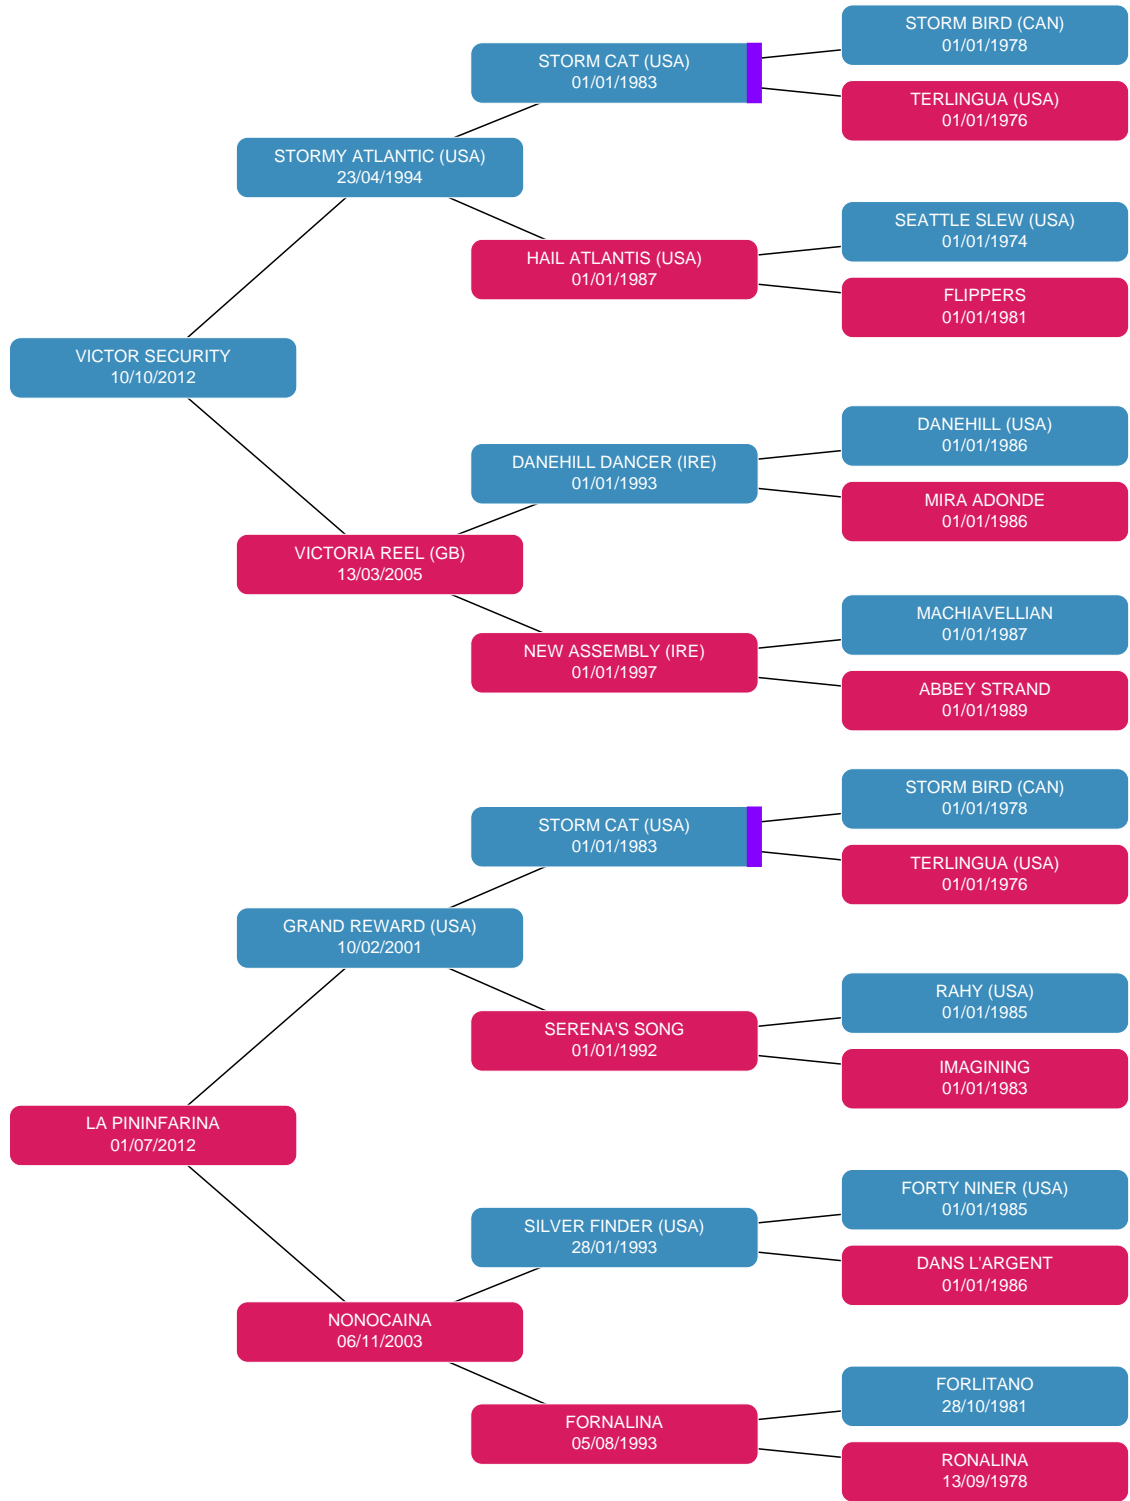 STORM BIRD (CAN)
01/01/1978
STORM CAT (USA)
01/01/1983
TERLINGUA (USA)
01/01/1976
STORMY ATLANTIC (USA)
23/04/1994
SEATTLE SLEW (USA)
01/01/1974
HAIL ATLANTIS (USA)
01/01/1987
FLIPPERS
01/01/1981
VICTOR SECURITY
10/10/2012
DANEHILL (USA)
01/01/1986
DANEHILL DANCER (IRE)
01/01/1993
MIRA ADONDE
01/01/1986
VICTORIA REEL (GB)
13/03/2005
MACHIAVELLIAN
01/01/1987
NEW ASSEMBLY (IRE)
01/01/1997
ABBEY STRAND
01/01/1989
STORM BIRD (CAN)
01/01/1978
STORM CAT (USA)
01/01/1983
TERLINGUA (USA)
01/01/1976
GRAND REWARD (USA)
10/02/2001
RAHY (USA)
01/01/1985
SERENA'S SONG
01/01/1992
IMAGINING
01/01/1983
LA PININFARINA
01/07/2012
FORTY NINER (USA)
01/01/1985
SILVER FINDER (USA)
28/01/1993
DANS L'ARGENT
01/01/1986
NONOCAINA
06/11/2003
FORLITANO
28/10/1981
FORNALINA
05/08/1993
RONALINA
13/09/1978